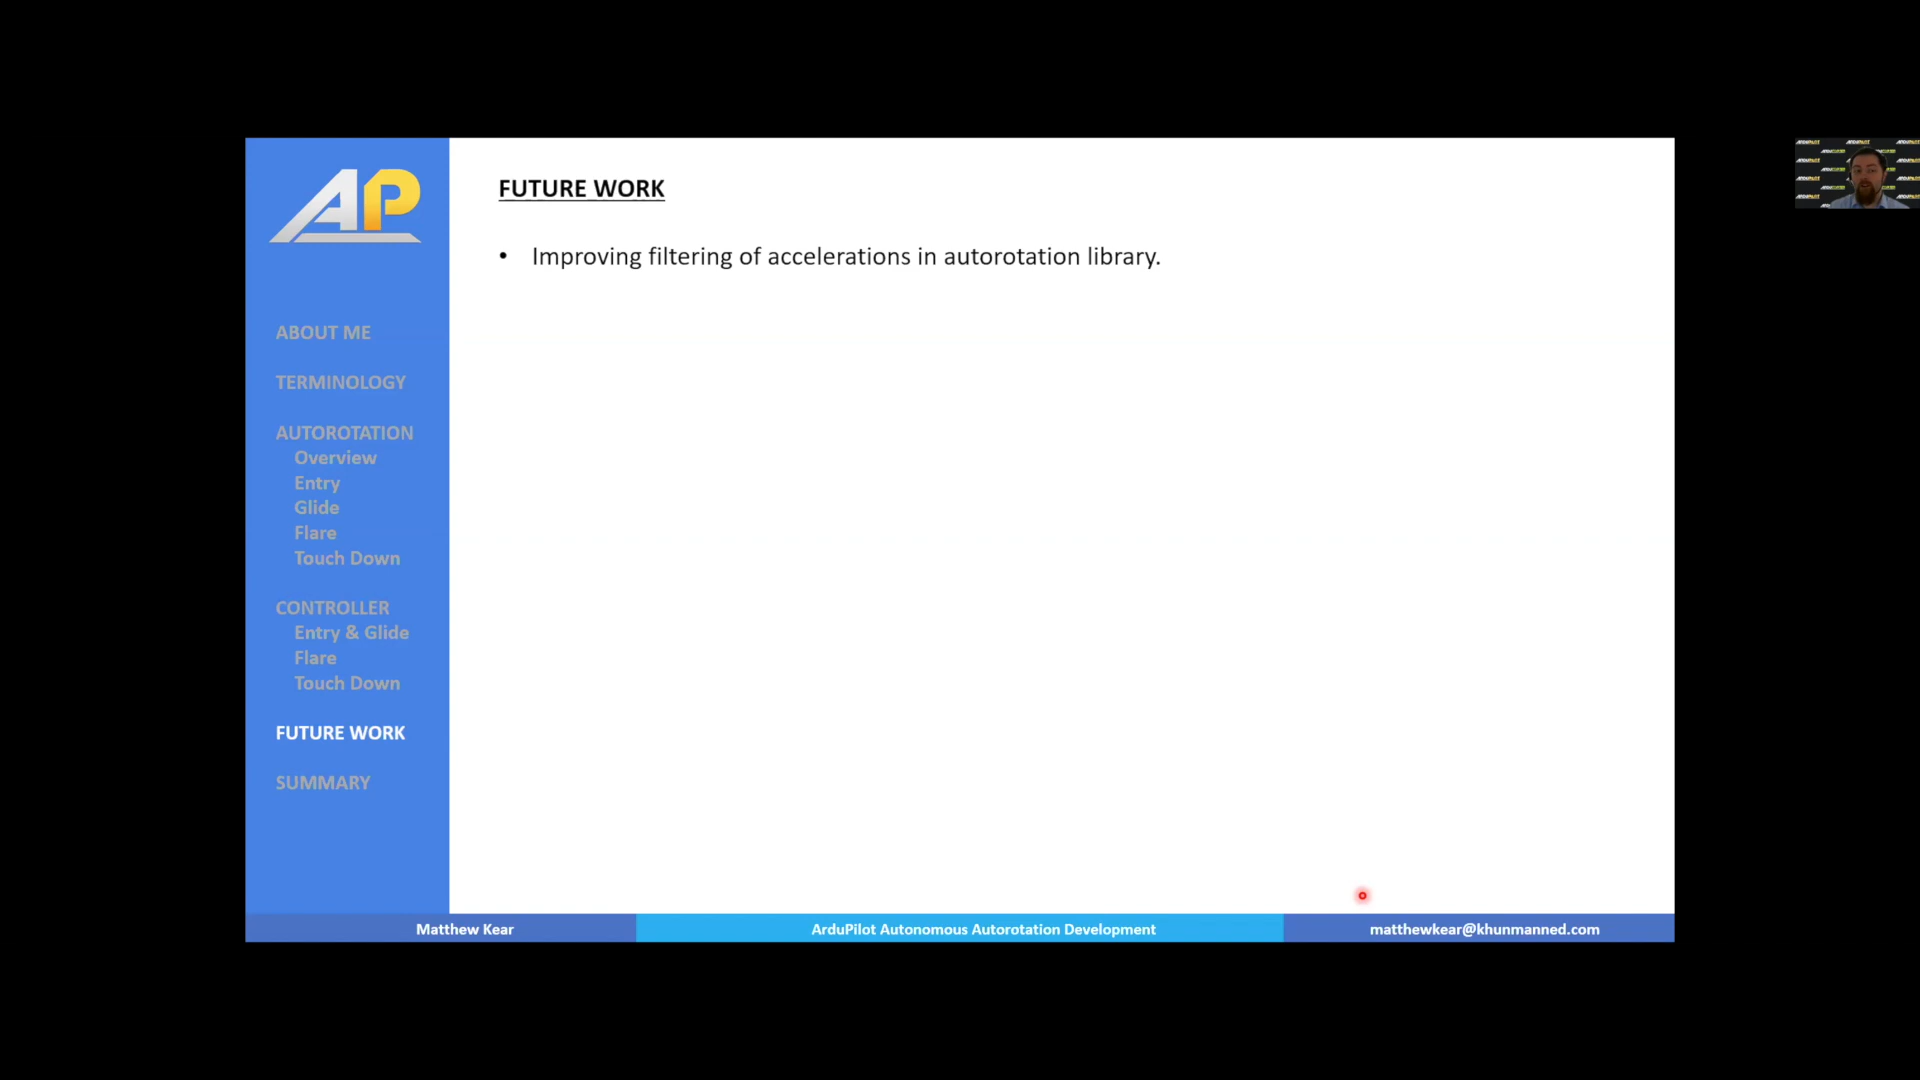 AP
FUTURE WORK
• Improving filtering of accelerations in autorotation library.
ABOUT ME
TERMINOLOGY
AUTOROTATION
Overview
Entry
Glide
Flare
Touch Down
CONTROLLER
Entry & Glide
Flare
Touch Down
FUTURE WORK
SUMMARY
Matthew Kear
ArduPilot Autonomous Autorotation Development
matthewkear@khunmanned.com